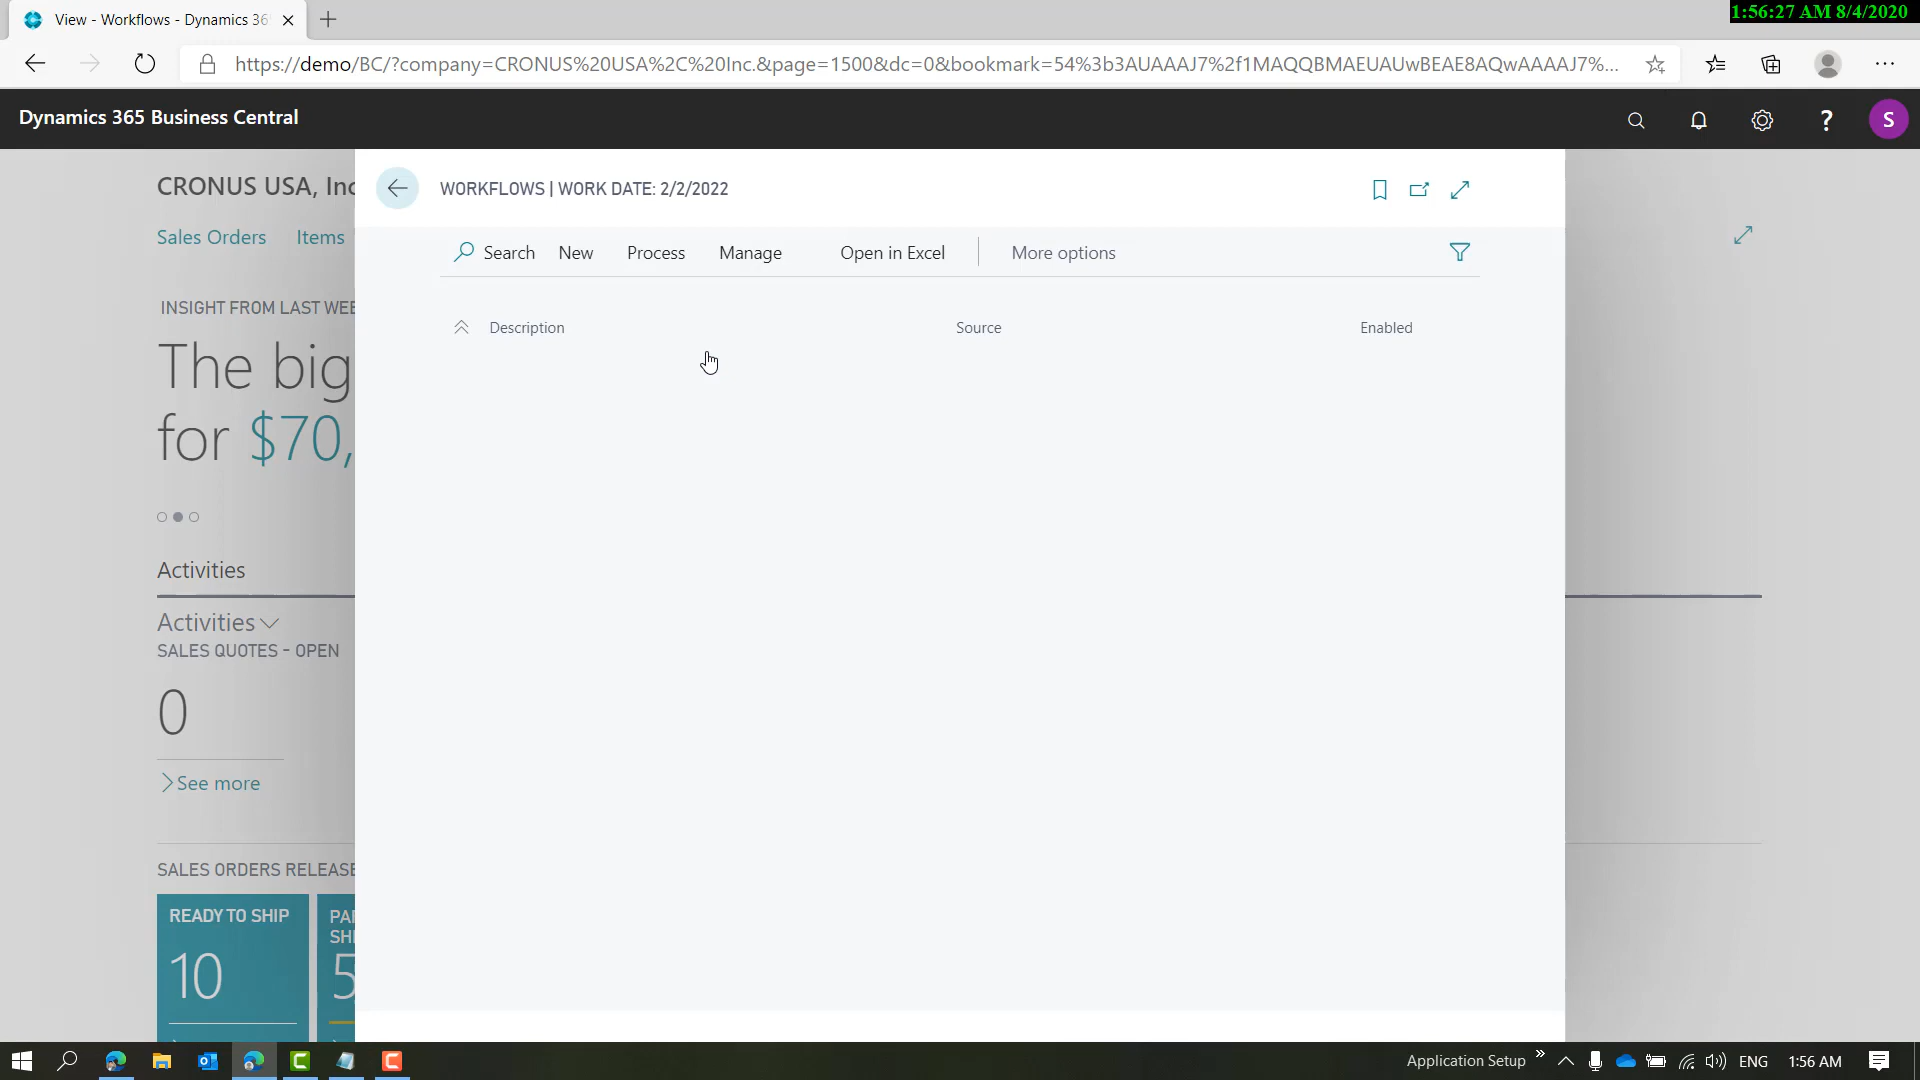 1:56:27 AM 8/4/2020
View - Workflows - Dynamics 36
https://demo/BC/?company=CRONUS%20USA%2C%20Inc.&page=1500&dc=0&bookmark=54%3b3AUAAAJ7%2f1MAQQBMAEUAUwBEAE8AQwAAAAJ7%...
Dynamics 365 Business Central
?
S
CRONUS USA, Inc
WORKFLOWS | WORK DATE: 2/2/2022
Sales Orders Items
Search New Process Manage Open in Excel More options
Description Source Enabled
INSIGHT FROM LAST WEE
The big
for $70,
Activities
Activities
SALES QUOTES - OPEN
0
See more
SALES ORDERS RELEASE
READY TO SHIP
10
PAR
SHI
5
Application Setup
ENG
1:56 AM